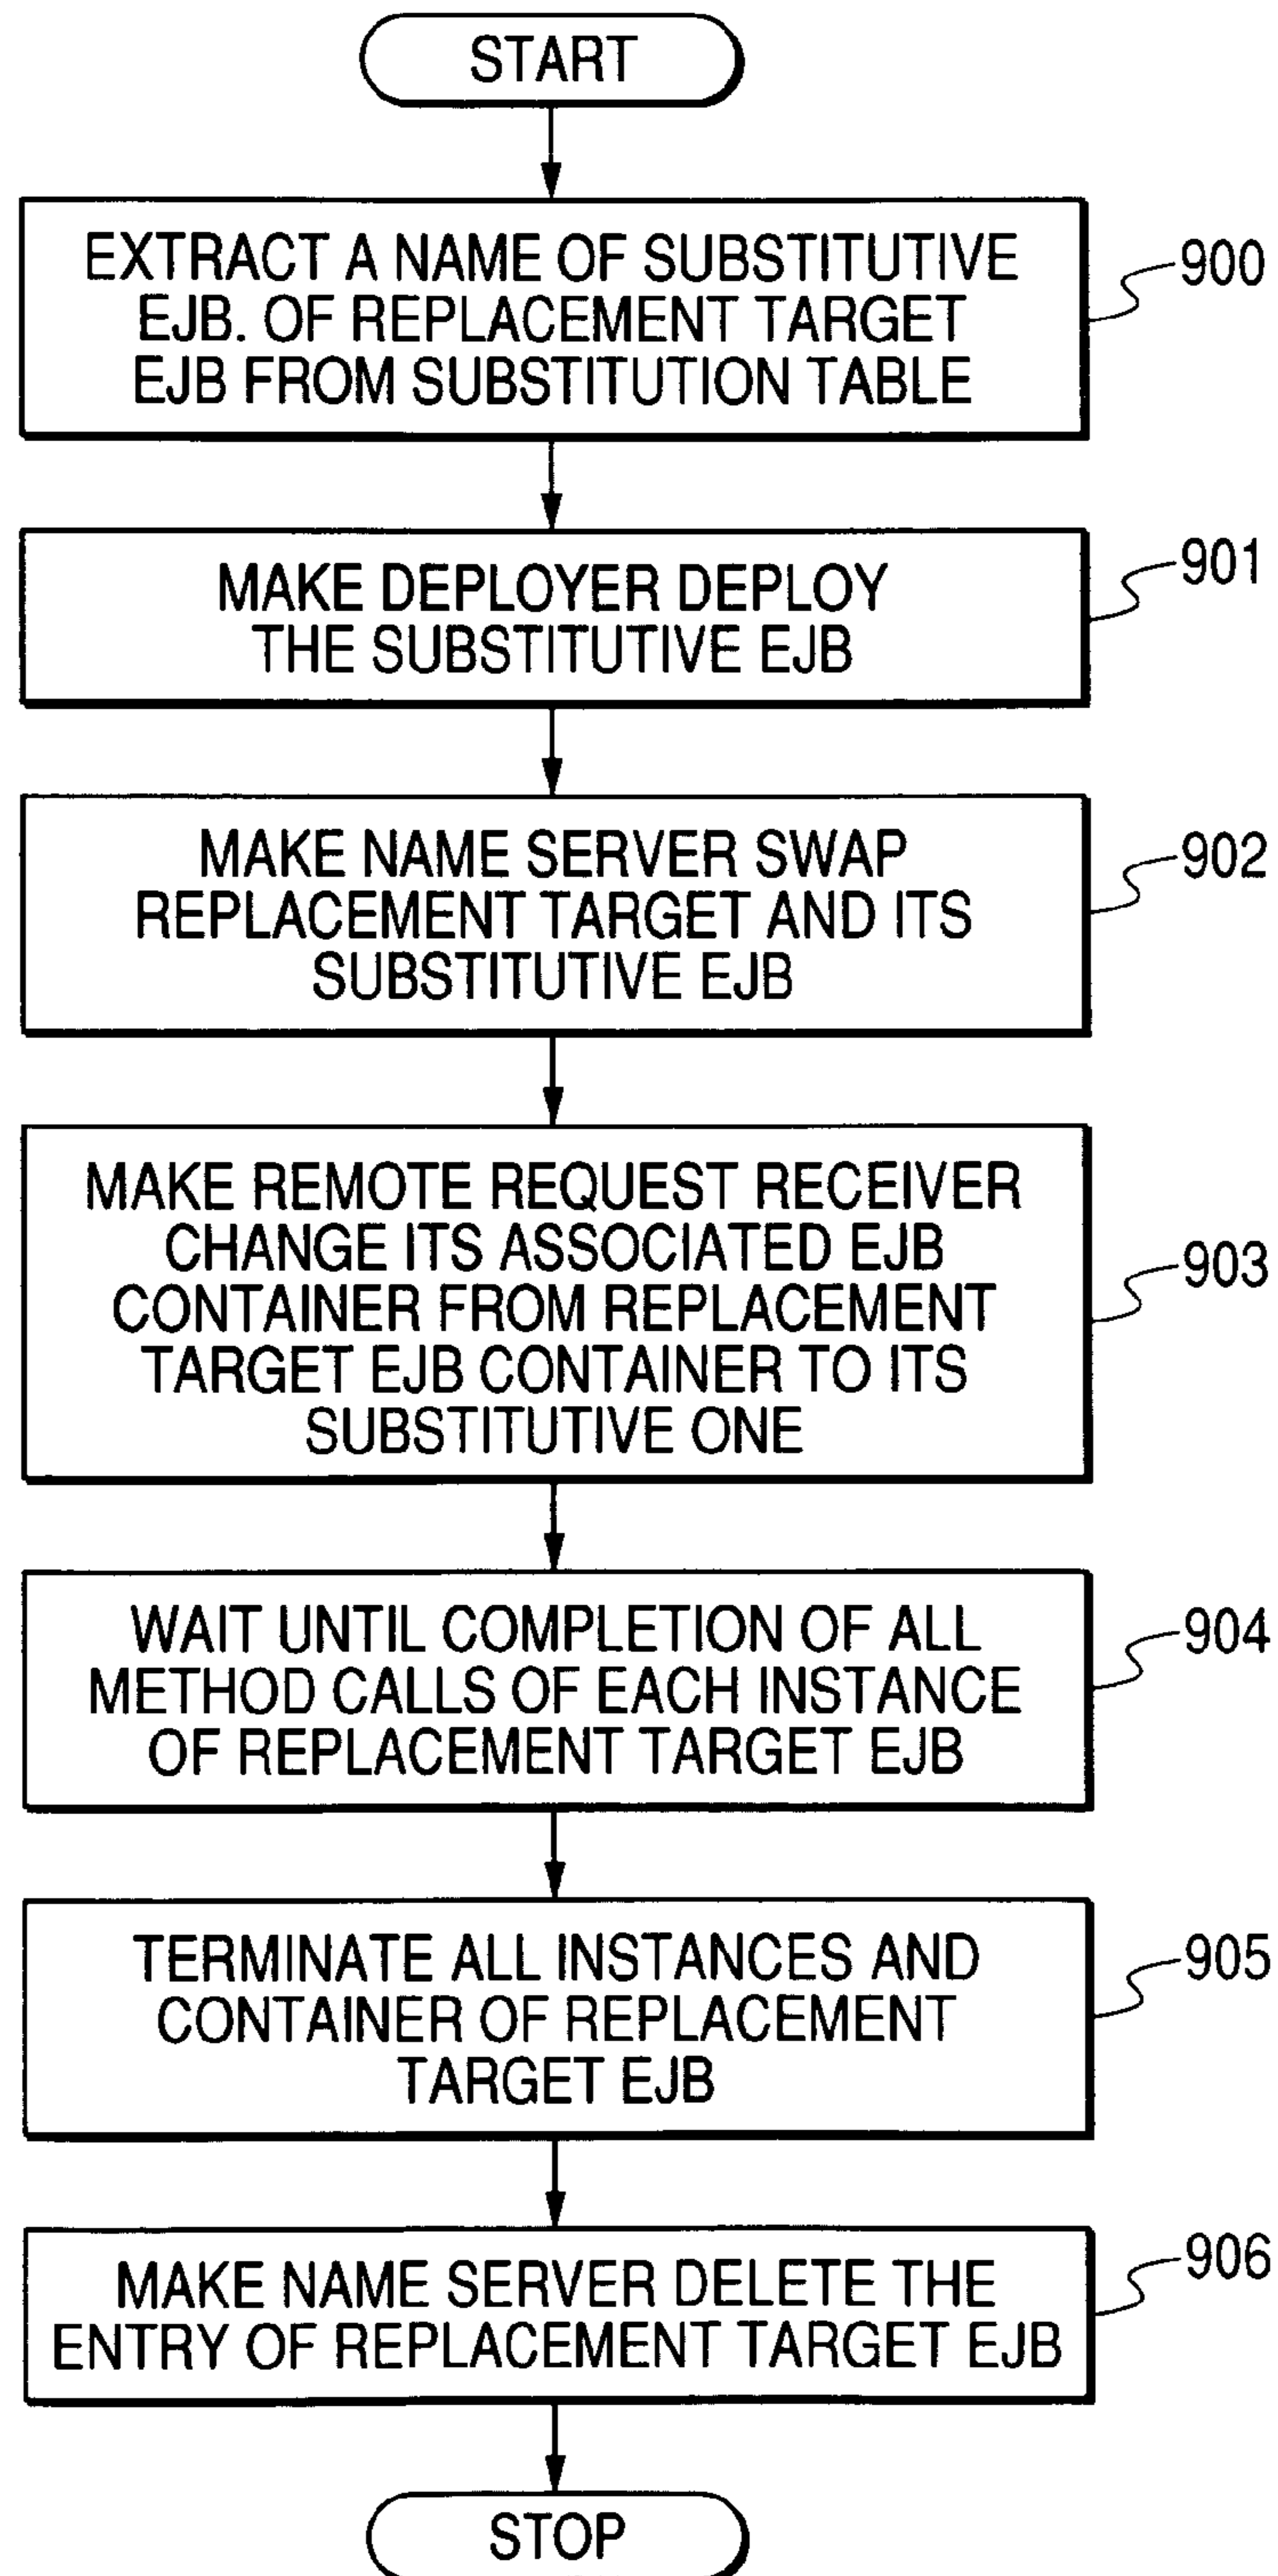 START
EXTRACT A NAME OF SUBSTITUTIVE
EJB. OF REPLACEMENT TARGET
EJB FROM SUBSTITUTION TABLE
900
MAKE DEPLOYER DEPLOY
THE SUBSTITUTIVE EJB
901
MAKE NAME SERVER SWAP
REPLACEMENT TARGET AND ITS
SUBSTITUTIVE EJB
902
MAKE REMOTE REQUEST RECEIVER
CHANGE ITS ASSOCIATED EJB
CONTAINER FROM REPLACEMENT
TARGET EJB CONTAINER TO ITS
SUBSTITUTIVE ONE
903
WAIT UNTIL COMPLETION OF ALL
METHOD CALLS OF EACH INSTANCE
OF REPLACEMENT TARGET EJB
904
TERMINATE ALL INSTANCES AND
CONTAINER OF REPLACEMENT
TARGET EJB
905
MAKE NAME SERVER DELETE THE
ENTRY OF REPLACEMENT TARGET EJB
906
STOP